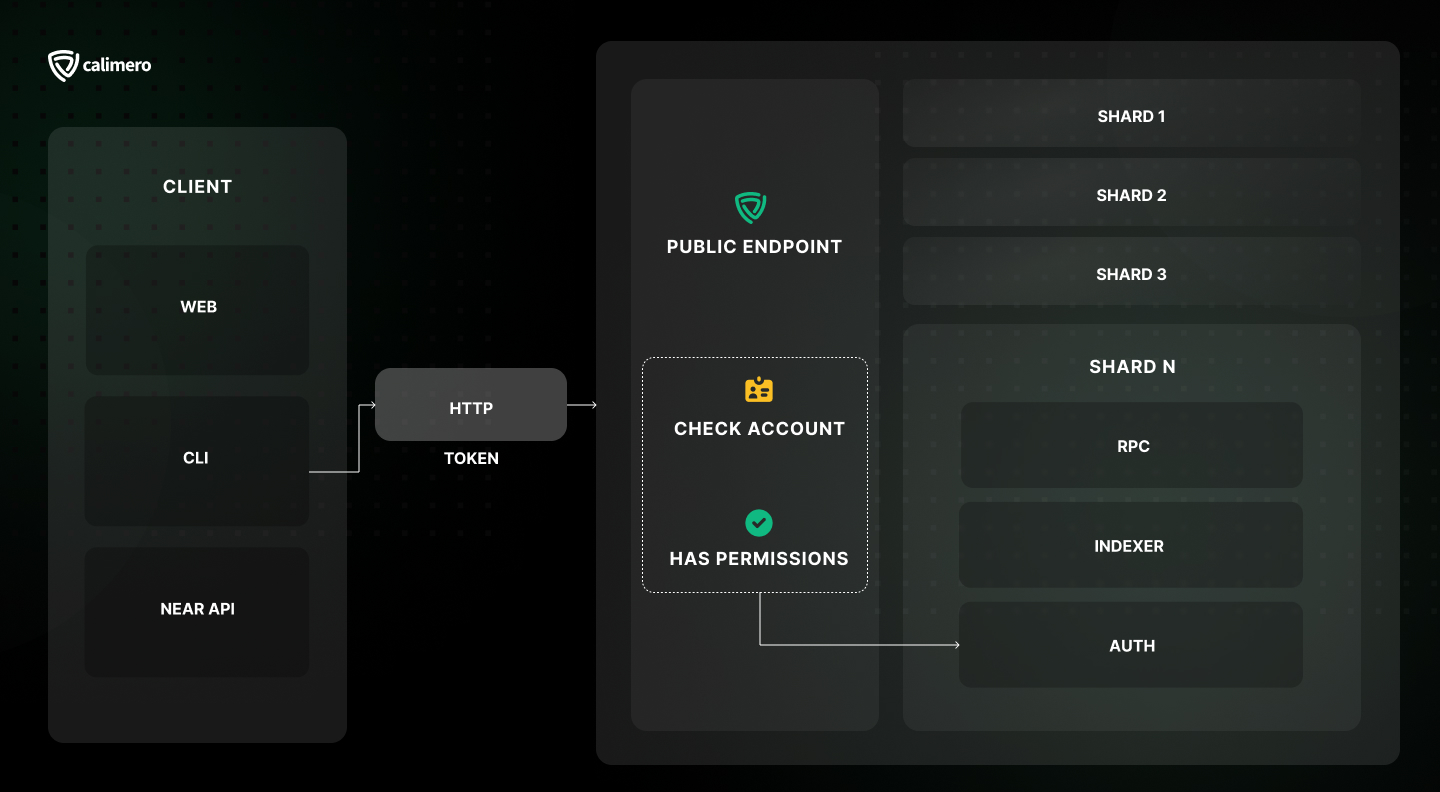 calimero
CLIENT
WEB
CLI
NEAR API
HTTP
TOKEN
PUBLIC ENDPOINT
CHECK ACCOUNT
HAS PERMISSIONS
SHARD 1
SHARD 2
SHARD 3
SHARD N
RPC
INDEXER
AUTH